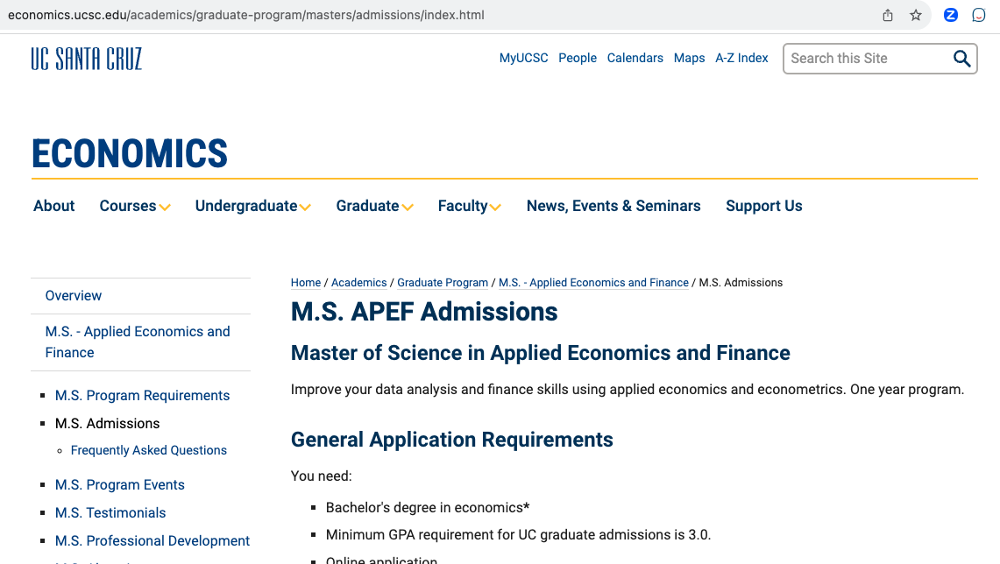 economics.ucsc.edu/academics/graduate-program/masters/admissions/index.html
UC SANTA CRUZ
MyUCSC People Calendars Maps A-Z Index Search this Site
ECONOMICS
About Courses Undergraduate Graduate Faculty News, Events & Seminars Support Us
Overview
M.S. - Applied Economics and
Finance
M.S. Program Requirements
M.S. Admissions
Frequently Asked Questions
M.S. Program Events
M.S. Testimonials
M.S. Professional Development
Home / Academics / Graduate Program / M.S. - Applied Economics and Finance / M.S. Admissions
M.S. APEF Admissions
Master of Science in Applied Economics and Finance
Improve your data analysis and finance skills using applied economics and econometrics. One year program.
General Application Requirements
You need:
Bachelor's degree in economics*
Minimum GPA requirement for UC graduate admissions is 3.0.
Online application